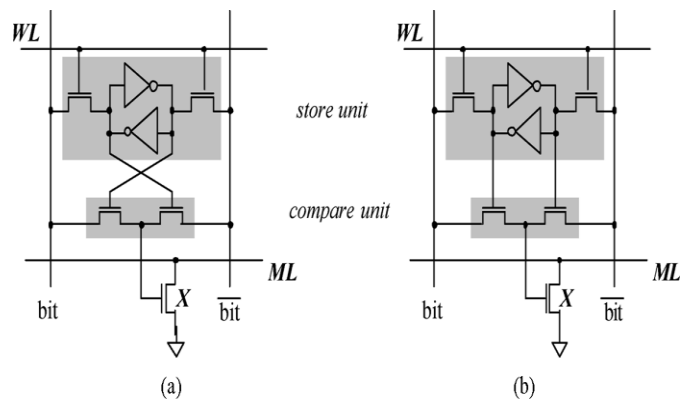 WL
WL
store unit
compare unit
ML
ML
X
X
bit
bit
bit
bit
(a)
(b)